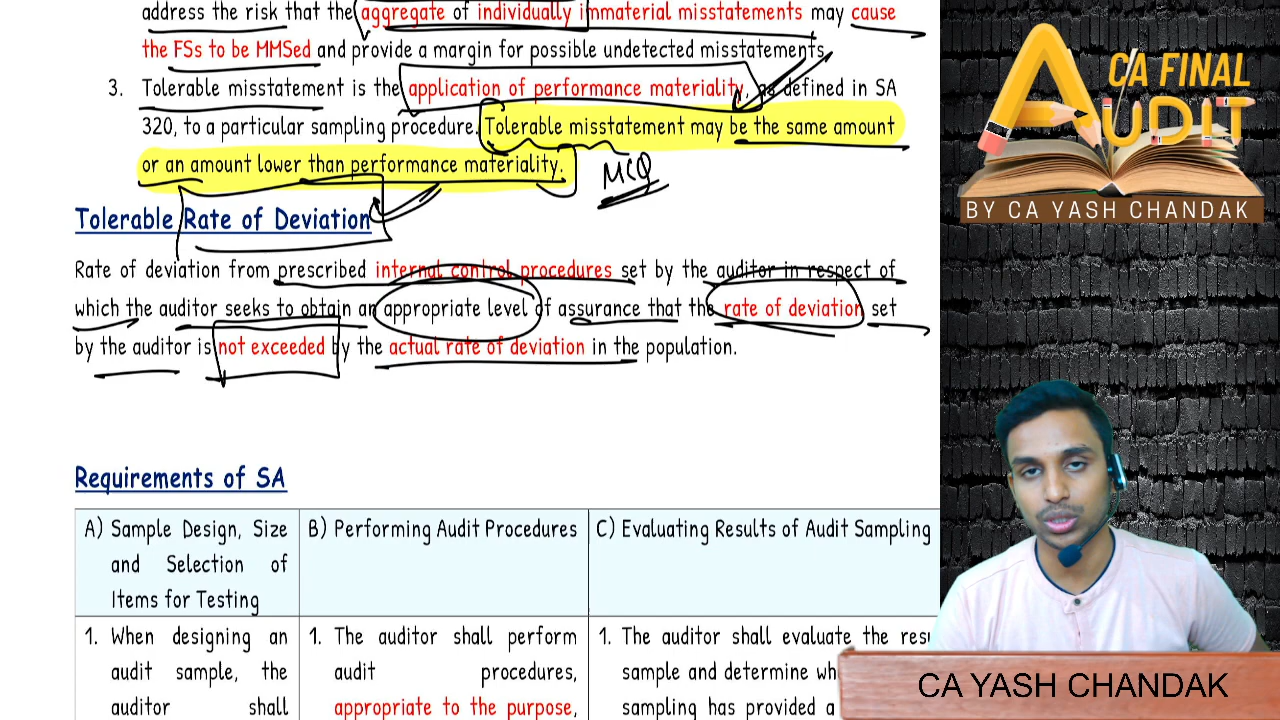 address the risk that the aggregate of individually immaterial misstatements may cause
the FSs to be MMSed and provide a margin for possible undetected misstatements.
3. Tolerable misstatement is the application of performance materiality, as defined in SA
320, to a particular sampling procedure. Tolerable misstatement may be the same amount
or an amount lower than performance materiality.
MCQ
Tolerable Rate of Deviation
Rate of deviation from prescribed internal control procedures set by the auditor in respect of
which the auditor seeks to obtain an appropriate level of assurance that the rate of deviation set
by the auditor is not exceeded by the actual rate of deviation in the population.
Requirements of SA
A) Sample Design, Size
and Selection of
Items for Testing
B) Performing Audit Procedures
C) Evaluating Results of Audit Sampling
1. When designing an
audit sample, the
auditor shall
1. The auditor shall perform
audit procedures,
appropriate to the purpose,
1. The auditor shall evaluate the
sample and determine
sampling has provided a
CA FINAL
AUDIT
BY CA YASH CHANDAK
CA YASH CHANDAK